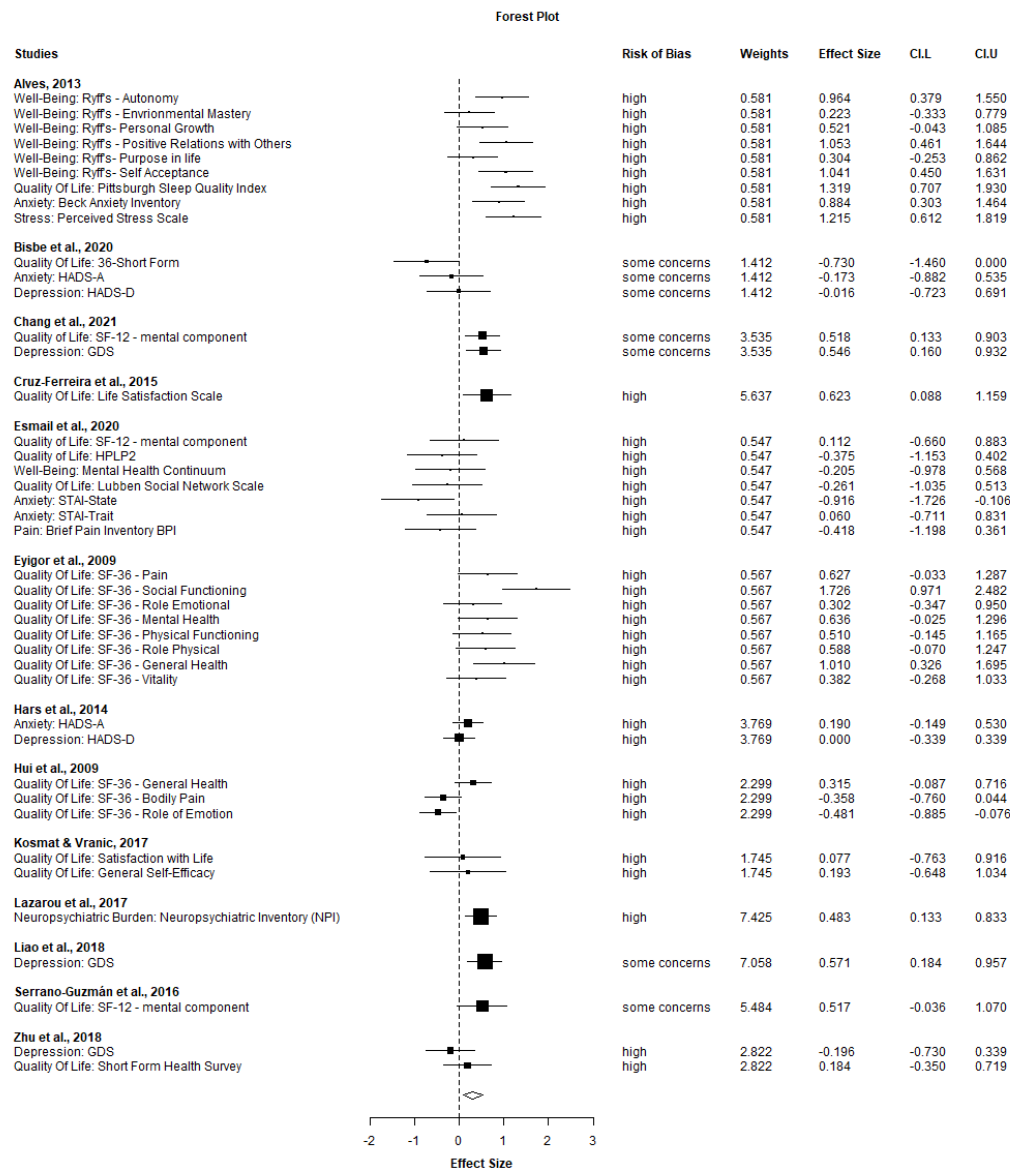 Forest Plot
Studies Risk of Bias Weights Effect Size CI.L CI.U
Alves, 2013
Well-Being: Ryff's - Autonomy high 0.581 0.964 0.379 1.550
Well-Being: Ryff's - Envrionmental Mastery high 0.581 0.223 -0.333 0.779
Well-Being: Ryff's- Personal Growth high 0.581 0.521 -0.043 1.085
Well-Being: Ryff's - Positive Relations with Others high 0.581 1.053 0.461 1.644
Well-Being: Ryff's- Purpose in life high 0.581 0.304 -0.253 0.862
Well-Being: Ryff's- Self Acceptance high 0.581 1.041 0.450 1.631
Quality Of Life: Pittsburgh Sleep Quality Index high 0.581 1.319 0.707 1.930
Anxiety: Beck Anxiety Inventory high 0.581 0.884 0.303 1.464
Stress: Perceived Stress Scale high 0.581 1.215 0.612 1.819
Bisbe et al., 2020
Quality Of Life: 36-Short Form some concerns 1.412 -0.730 -1.460 0.000
Anxiety: HADS-A some concerns 1.412 -0.173 -0.882 0.535
Depression: HADS-D some concerns 1.412 -0.016 -0.723 0.691
Chang et al., 2021
Quality of Life: SF-12 - mental component some concerns 3.535 0.518 0.133 0.903
Depression: GDS some concerns 3.535 0.546 0.160 0.932
Cruz-Ferreira et al., 2015
Quality Of Life: Life Satisfaction Scale high 5.637 0.623 0.088 1.159
Esmail et al., 2020
Quality of Life: SF-12 - mental component high 0.547 0.112 -0.660 0.883
Quality of Life: HPLP2 high 0.547 -0.375 -1.153 0.402
Well-Being: Mental Health Continuum high 0.547 -0.205 -0.978 0.568
Quality Of Life: Lubben Social Network Scale high 0.547 -0.261 -1.035 0.513
Anxiety: STAI-State high 0.547 -0.916 -1.726 -0.106
Anxiety: STAI-Trait high 0.547 0.060 -0.711 0.831
Pain: Brief Pain Inventory BPI high 0.547 -0.418 -1.198 0.361
Eyigor et al., 2009
Quality Of Life: SF-36 - Pain high 0.567 0.627 -0.033 1.287
Quality Of Life: SF-36 - Social Functioning high 0.567 1.726 0.971 2.482
Quality Of Life: SF-36 - Role Emotional high 0.567 0.302 -0.347 0.950
Quality Of Life: SF-36 - Mental Health high 0.567 0.636 -0.025 1.296
Quality Of Life: SF-36 - Physical Functioning high 0.567 0.510 -0.145 1.165
Quality Of Life: SF-36 - Role Physical high 0.567 0.588 -0.070 1.247
Quality Of Life: SF-36 - General Health high 0.567 1.010 0.326 1.695
Quality Of Life: SF-36 - Vitality high 0.567 0.382 -0.268 1.033
Hars et al., 2014
Anxiety: HADS-A high 3.769 0.190 -0.149 0.530
Depression: HADS-D high 3.769 0.000 -0.339 0.339
Hui et al., 2009
Quality Of Life: SF-36 - General Health high 2.299 0.315 -0.087 0.716
Quality Of Life: SF-36 - Bodily Pain high 2.299 -0.358 -0.760 0.044
Quality Of Life: SF-36 - Role of Emotion high 2.299 -0.481 -0.885 -0.076
Kosmat & Vranic, 2017
Quality Of Life: Satisfaction with Life high 1.745 0.077 -0.763 0.916
Quality Of Life: General Self-Efficacy high 1.745 0.193 -0.648 1.034
Lazarou et al., 2017
Neuropsychiatric Burden: Neuropsychiatric Inventory (NPI) high 7.425 0.483 0.133 0.833
Liao et al., 2018
Depression: GDS some concerns 7.058 0.571 0.184 0.957
Serrano-Guzmán et al., 2016
Quality Of Life: SF-12 - mental component some concerns 5.484 0.517 -0.036 1.070
Zhu et al., 2018
Depression: GDS high 2.822 -0.196 -0.730 0.339
Quality Of Life: Short Form Health Survey high 2.822 0.184 -0.350 0.719
-2 -1 0 1 2 3
Effect Size